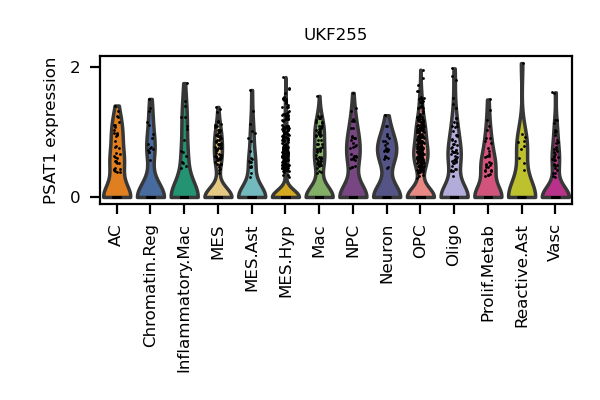 UKF255
PSAT1 expression
2
0
AC
Chromatin.Reg
Inflammatory.Mac
MES
MES.Ast
MES.Hyp
Mac
NPC
Neuron
OPC
Oligo
Prolif.Metab
Reactive.Ast
Vasc